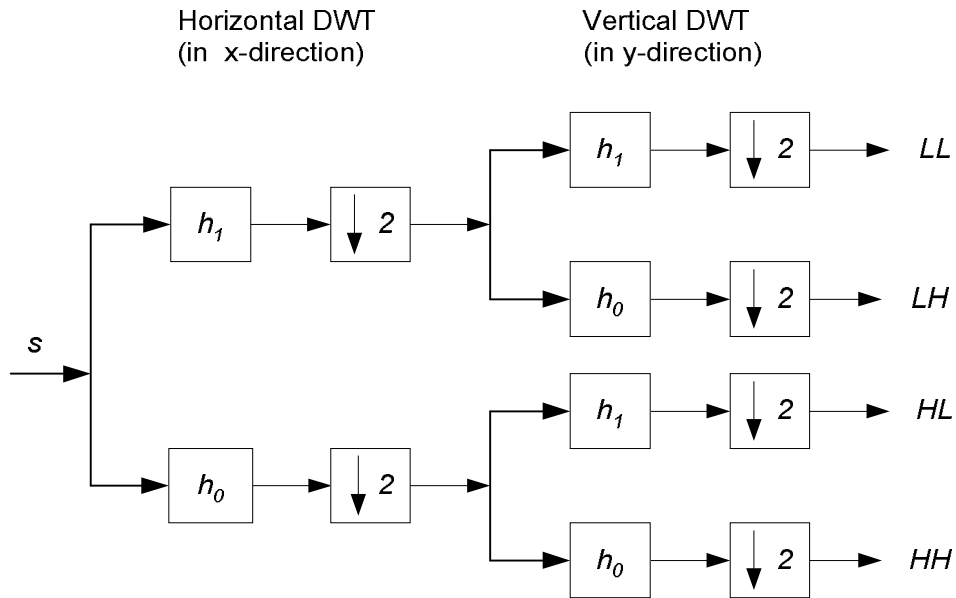 Horizontal DWT
(in x-direction)
Vertical DWT
(in y-direction)
h₁ 2 LL
h₁ 2
h₀ 2 LH
s
h₁ 2 HL
h₀ 2
h₀ 2 HH